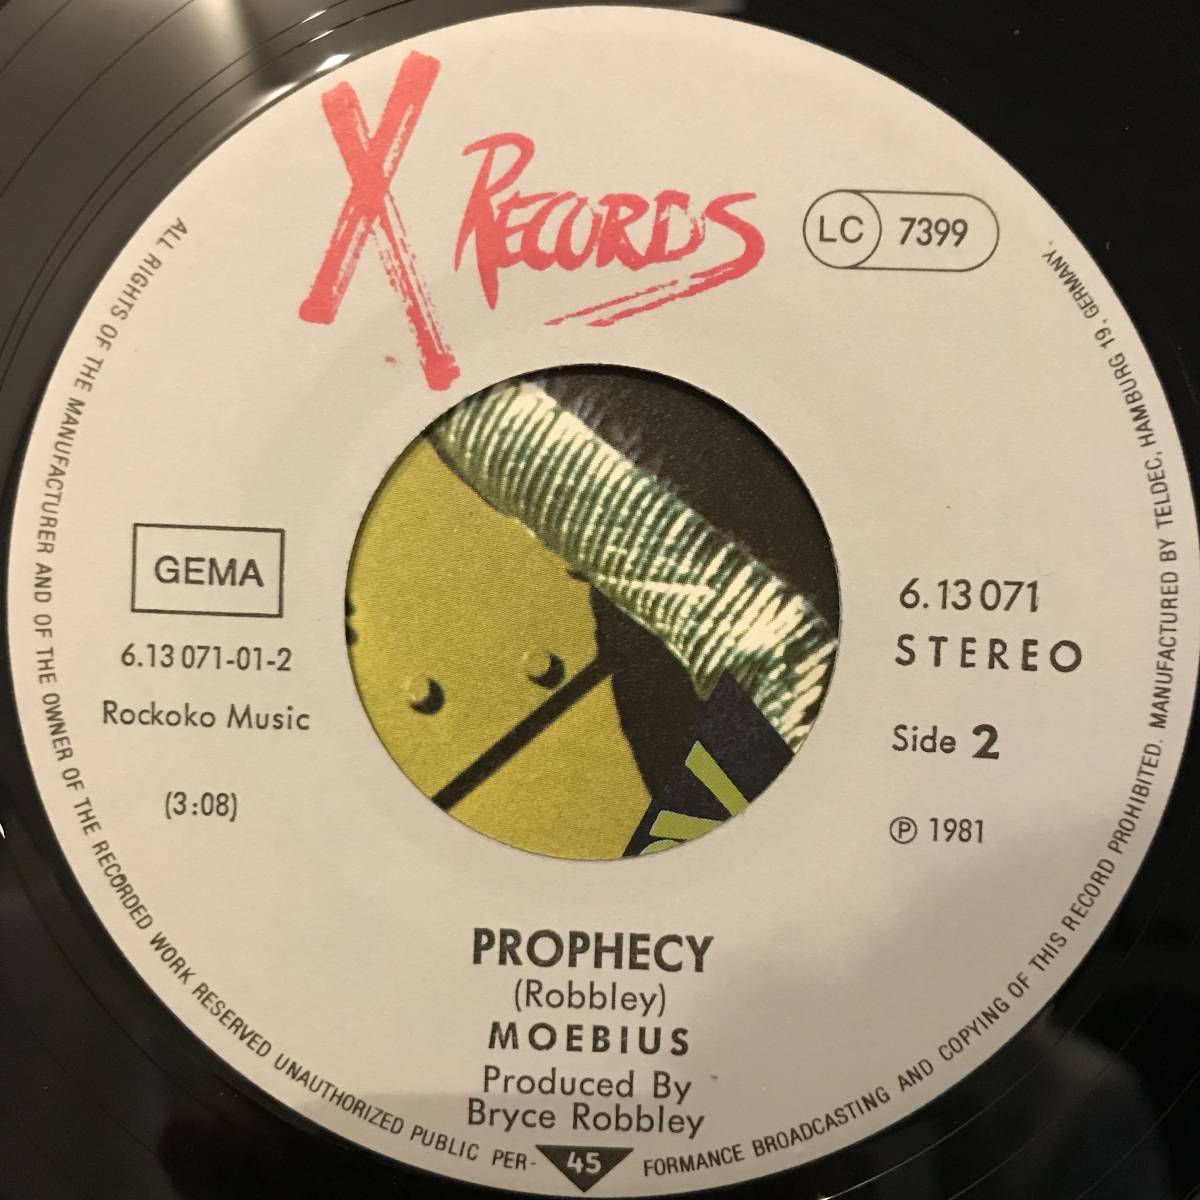 X RECORDS
LC 7399
GEMA
6.13 071-01-2
Rockoko Music
(3:08)
6.13 071
STEREO
Side 2
℗ 1981
PROPHECY
(Robbley)
MOEBIUS
Produced By
Bryce Robbley
45
ALL RIGHTS OF THE MANUFACTURER AND OF THE OWNER OF THE RECORDED WORK RESERVED UNAUTHORIZED PUBLIC PER-FORMANCE BROADCASTING AND COPYING OF THIS RECORD PROHIBITED. MANUFACTURED BY TELDEC, HAMBURG 19, GERMANY.